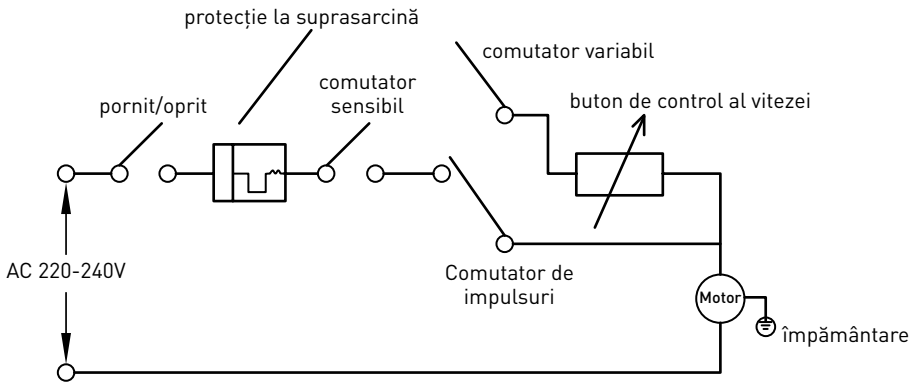 protecție la suprasarcină
comutator variabil
comutator
sensibil
buton de control al vitezei
pornit/oprit
AC 220-240V
Comutator de
impulsuri
Motor
împământare